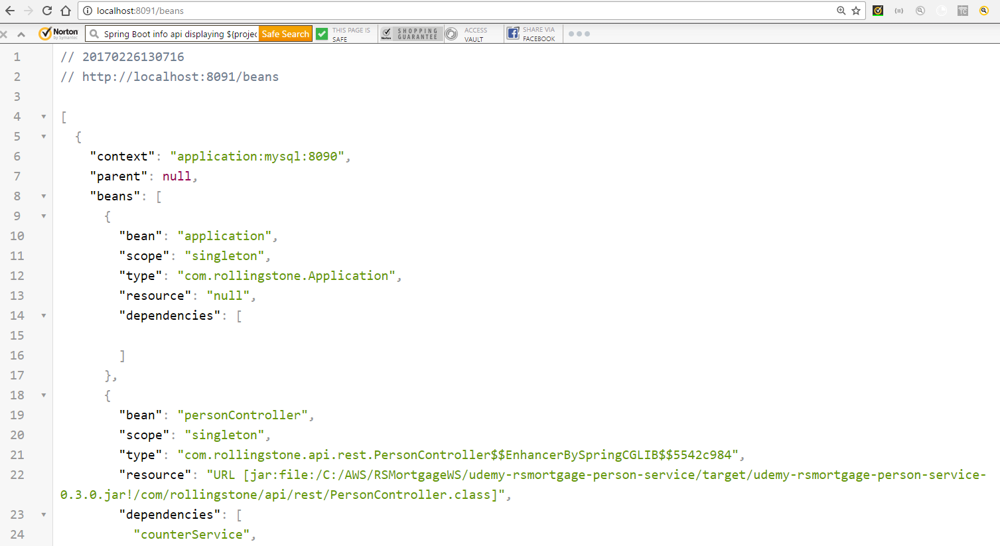 localhost:8091/beans
{≡}
TC
Norton
by Symantec
Spring Boot info api displaying ${projec
Safe Search
THIS PAGE IS
SAFE
Norton
SHOPPING
GUARANTEE
ACCESS
VAULT
SHARE VIA
FACEBOOK
1 // 20170226130716
2 // http://localhost:8091/beans
3
4 [
5 {
6 "context": "application:mysql:8090",
7 "parent": null,
8 "beans": [
9 {
10 "bean": "application",
11 "scope": "singleton",
12 "type": "com.rollingstone.Application",
13 "resource": "null",
14 "dependencies": [
15
16 ]
17 },
18 {
19 "bean": "personController",
20 "scope": "singleton",
21 "type": "com.rollingstone.api.rest.PersonController$$EnhancerBySpringCGLIB$$5542c984",
22 "resource": "URL [jar:file:/C:/AWS/RSMortgageWS/udemy-rsmortgage-person-service/target/udemy-rsmortgage-person-service-
0.3.0.jar!/com/rollingstone/api/rest/PersonController.class]",
23 "dependencies": [
24 "counterService",